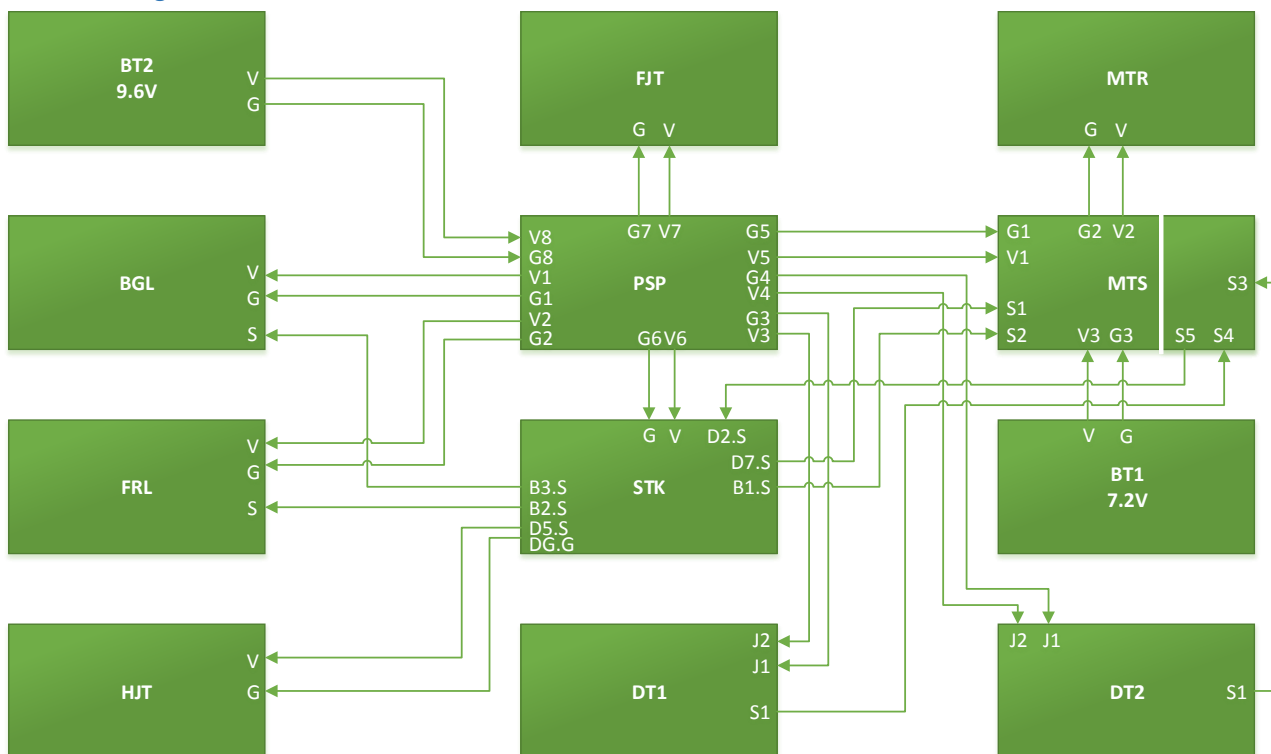 BT2
9.6V
V
G
FJT
G V
MTR
G V
BGL
V
G
S
V8
G8
V1
G1
V2
G2
G7 V7
PSP
G6 V6
G5
V5
G4
V4
G3
V3
G1
V1
S1
S2
G2 V2
MTS
V3 G3
S3
S5 S4
FRL
V
G
S
G V D2.S
STK
D7.S
B1.S
B3.S
B2.S
D5.S
DG.G
V G
BT1
7.2V
HJT
V
G
DT1
J2
J1
S1
J2 J1
DT2
S1